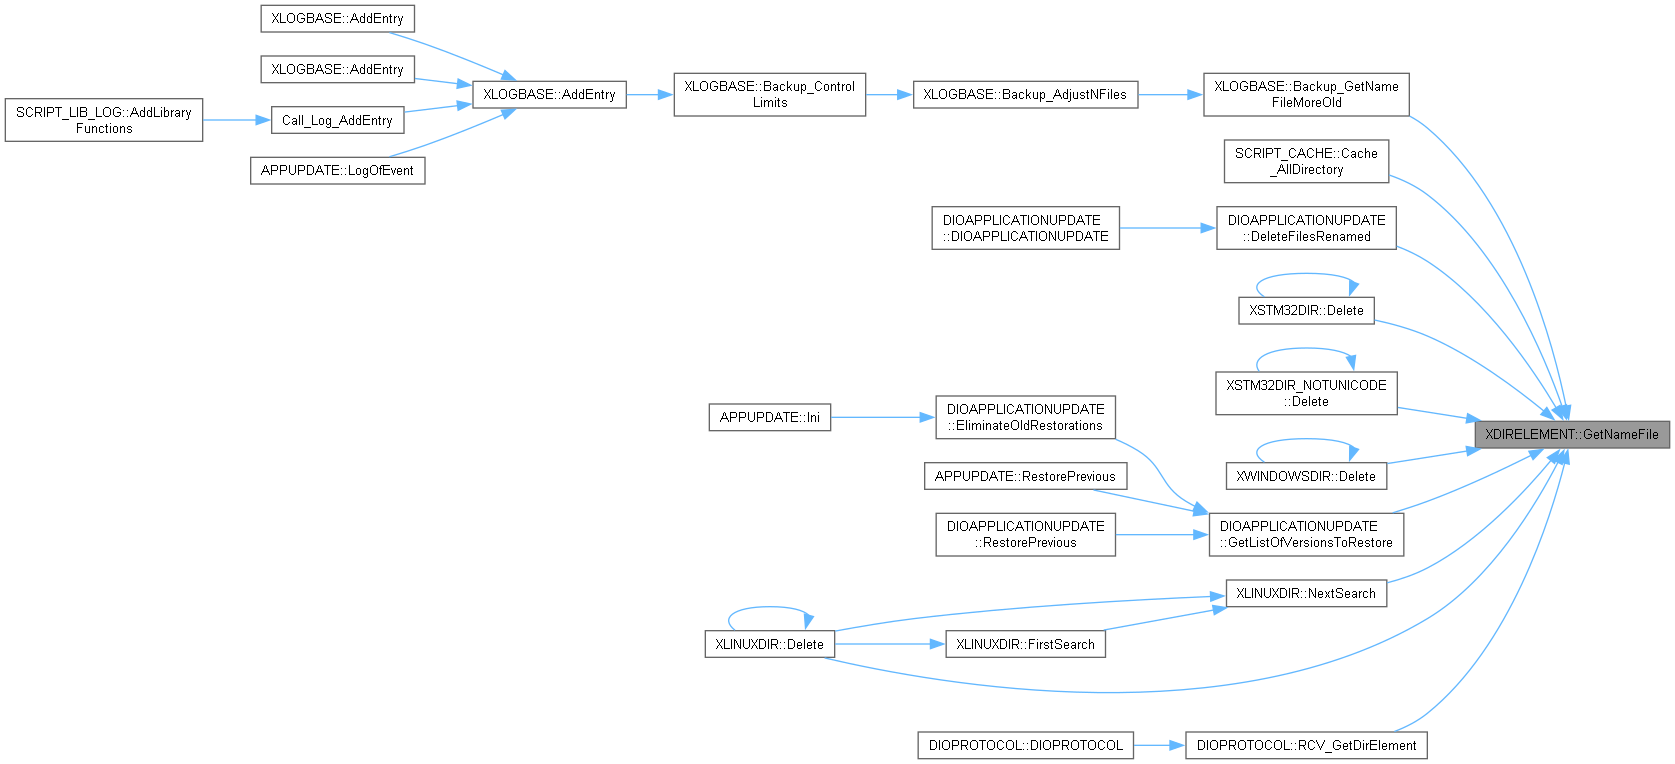 XLOGBASE::AddEntry
XLOGBASE::AddEntry
SCRIPT_LIB_LOG::AddLibrary
Functions
Call_Log_AddEntry
APPUPDATE::LogOfEvent
XLOGBASE::AddEntry
XLOGBASE::Backup_Control
Limits
XLOGBASE::Backup_AdjustNFiles
XLOGBASE::Backup_GetName
FileMoreOld
SCRIPT_CACHE::Cache
_AllDirectory
DIOAPPLICATIONUPDATE
::DIOAPPLICATIONUPDATE
DIOAPPLICATIONUPDATE
::DeleteFilesRenamed
XSTM32DIR::Delete
XSTM32DIR_NOTUNICODE
::Delete
APPUPDATE::Ini
DIOAPPLICATIONUPDATE
::EliminateOldRestorations
XDIRELEMENT::GetNameFile
APPUPDATE::RestorePrevious
XWINDOWSDIR::Delete
DIOAPPLICATIONUPDATE
::RestorePrevious
DIOAPPLICATIONUPDATE
::GetListOfVersionsToRestore
XLINUXDIR::NextSearch
XLINUXDIR::Delete
XLINUXDIR::FirstSearch
DIOPROTOCOL::DIOPROTOCOL
DIOPROTOCOL::RCV_GetDirElement